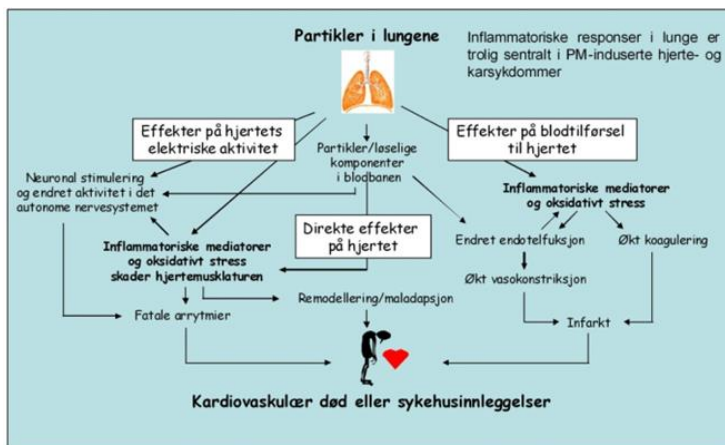 Partikler i lungene
Inflammatoriske responser i lunge er
trolig sentralt i PM-induserte hjerte- og
karsykdommer
Effekter på hjertets
elektriske aktivitet
Partikler/løselige
komponenter
i blodbanen
Effekter på blodtilførsel
til hjertet
Neuronal stimulering
og endret aktivitet i det
autonome nervesystemet
Inflammatoriske mediatorer
og oksidativt stress
Direkte effekter
på hjertet
Inflammatoriske mediatorer
og oksidativt stress
skader hjertemusklaturen
Endret endotelfuksjon
Økt koagulering
Økt vasokonstriksjon
Remodellering/maladapsjon
Fatale arrytmier
Infarkt
Kardiovaskulær død eller sykehusinnleggelser